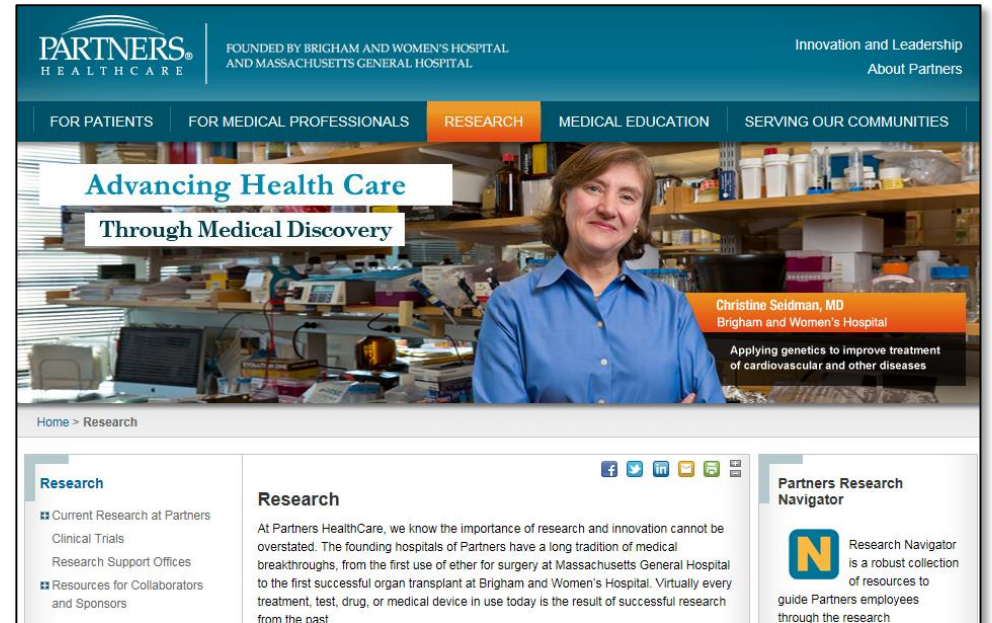 PARTNERS®
HEALTHCARE
FOUNDED BY BRIGHAM AND WOMEN'S HOSPITAL
AND MASSACHUSETTS GENERAL HOSPITAL
Innovation and Leadership
About Partners
FOR PATIENTS
FOR MEDICAL PROFESSIONALS
RESEARCH
MEDICAL EDUCATION
SERVING OUR COMMUNITIES
Advancing Health Care
Through Medical Discovery
Christine Seidman, MD
Brigham and Women's Hospital
Applying genetics to improve treatment
of cardiovascular and other diseases
Home > Research
Research
Current Research at Partners
Clinical Trials
Research Support Offices
Resources for Collaborators
and Sponsors
Research
At Partners HealthCare, we know the importance of research and innovation cannot be
overstated. The founding hospitals of Partners have a long tradition of medical
breakthroughs, from the first use of ether for surgery at Massachusetts General Hospital
to the first successful organ transplant at Brigham and Women's Hospital. Virtually every
treatment, test, drug, or medical device in use today is the result of successful research
from the past.
Partners Research
Navigator
N
Research Navigator
is a robust collection
of resources to
guide Partners employees
through the research